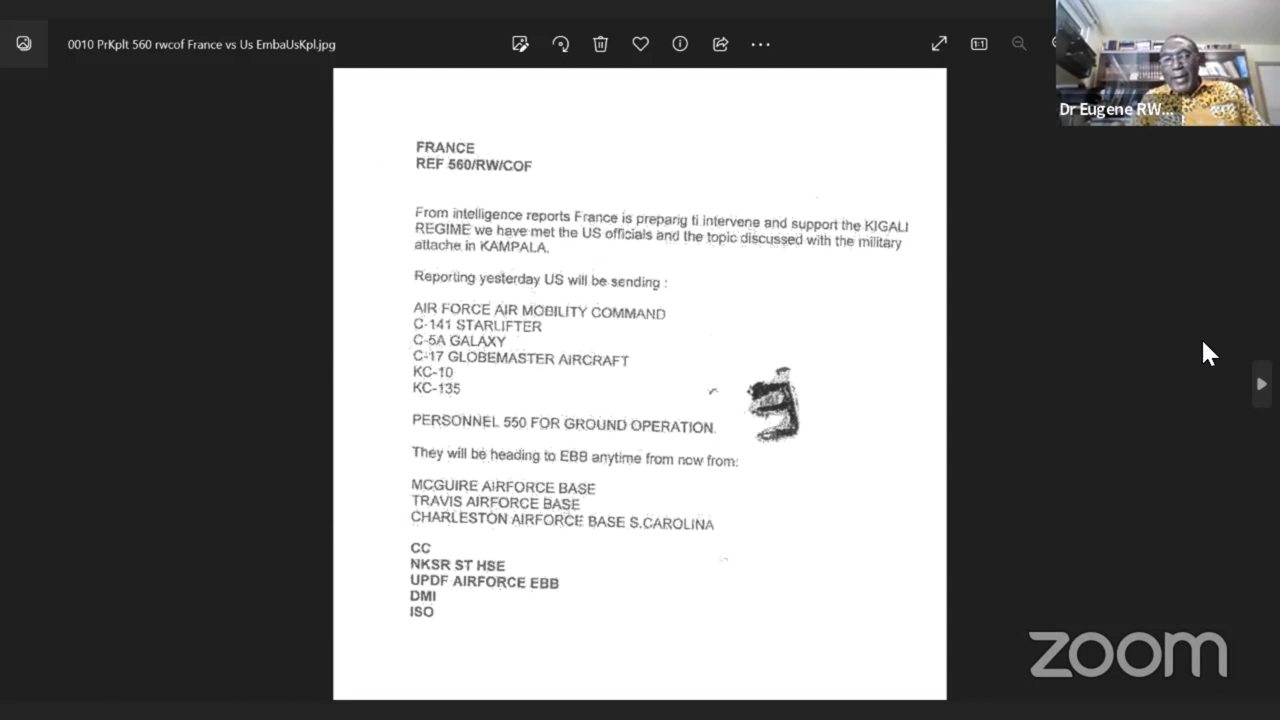 0010 PrKplt 560 rwcof France vs Us EmbaUsKpl.jpg
1:1
Dr Eugene RW...
FRANCE
REF 560/RW/COF
From intelligence reports France is preparig ti intervene and support the KIGALI
REGIME we have met the US officials and the topic discussed with the military
attache in KAMPALA.
Reporting yesterday US will be sending :
AIR FORCE AIR MOBILITY COMMAND
C-141 STARLIFTER
C-5A GALAXY
C-17 GLOBEMASTER AIRCRAFT
KC-10
KC-135
PERSONNEL 550 FOR GROUND OPERATION.
They will be heading to EBB anytime from now from:
MCGUIRE AIRFORCE BASE
TRAVIS AIRFORCE BASE
CHARLESTON AIRFORCE BASE S.CAROLINA
CC
NKSR ST HSE
UPDF AIRFORCE EBB
DMI
ISO
zoom